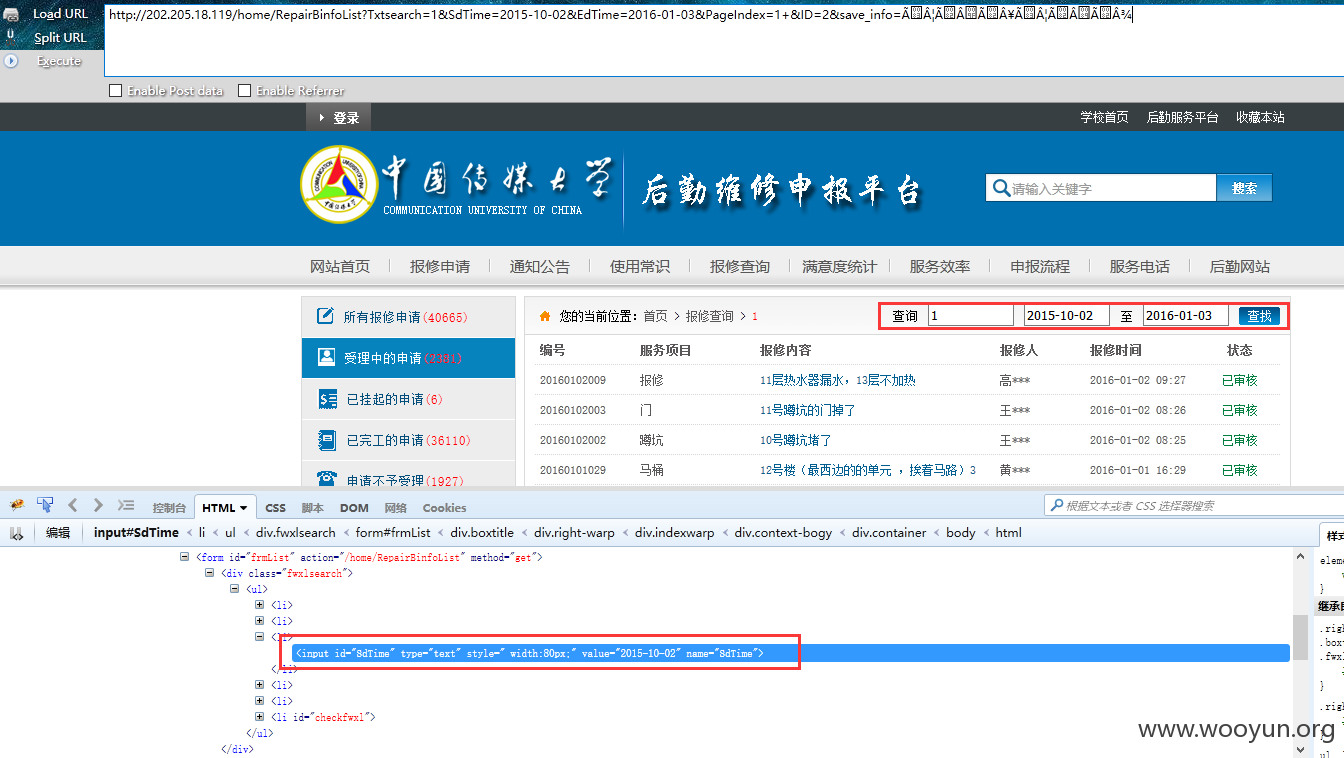 Load URL
http://202.205.18.119/home/RepairBinfoList?Txtsearch=1&SdTime=2015-10-02&EdTime=2016-01-03&PageIndex=1+&ID=2&save_info=
Split URL
Execute
Enable Post data Enable Referrer
登录 学校首页 后勤服务平台 收藏本站
中国传媒大学
COMMUNICATION UNIVERSITY OF CHINA
后勤维修申报平台
请输入关键字 搜索
网站首页 报修申请 通知公告 使用常识 报修查询 满意度统计 服务效率 申报流程 服务电话 后勤网站
所有报修申请(40665)
受理中的申请
已挂起的申请(6)
已完工的申请(36110)
申请不予受理(1927)
您的当前位置：首页 > 报修查询 > 1 查询 1 2015-10-02 至 2016-01-03 查找
编号 服务项目 报修内容 报修人 报修时间 状态
20160102009 报修 11层热水器漏水，13层不加热 高*** 2016-01-02 09:27 已审核
20160102003 门 11号蹲坑的门掉了 王*** 2016-01-02 08:26 已审核
20160102002 蹲坑 10号蹲坑堵了 王*** 2016-01-02 08:25 已审核
20160101029 马桶 12号楼（最西边的的单元 ，挨着马路）3 黄*** 2016-01-01 16:29 已审核
控制台 HTML CSS 脚本 DOM 网络 Cookies 根据文本或者 CSS 选择器搜索
编辑 input#SdTime < li < ul < div.fwxlsearch < form#frmList < div.boxtitle < div.right-warp < div.indexwarp < div.context-bogy < div.container < body < html
<form id="frmList" action="/home/RepairBinfoList" method="get">
<div class="fwxlsearch">
<ul>
<li>
<li>
<li>
<input id="SdTime" type="text" style=" width:80px;" value="2015-10-02" name="SdTime">
</li>
<li>
<li>
<li id="checkfwxl">
</ul>
</div>
样式
eleme
}
继承自
.righ
.box
.fwx
}
.righ
}
ul
www.wooyun.org